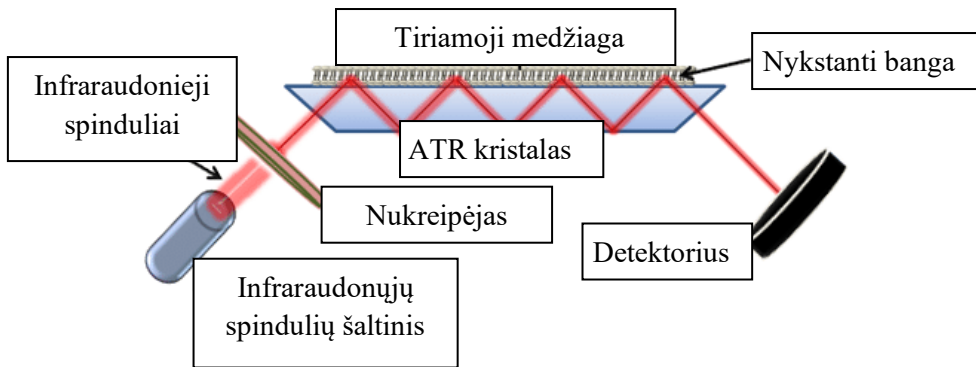 Tiriamoji medžiaga
Nykstanti banga
Infraraudonieji
spinduliai
ATR kristalas
Nukreipėjas
Detektorius
Infraraudonųjų
spindulių šaltinis